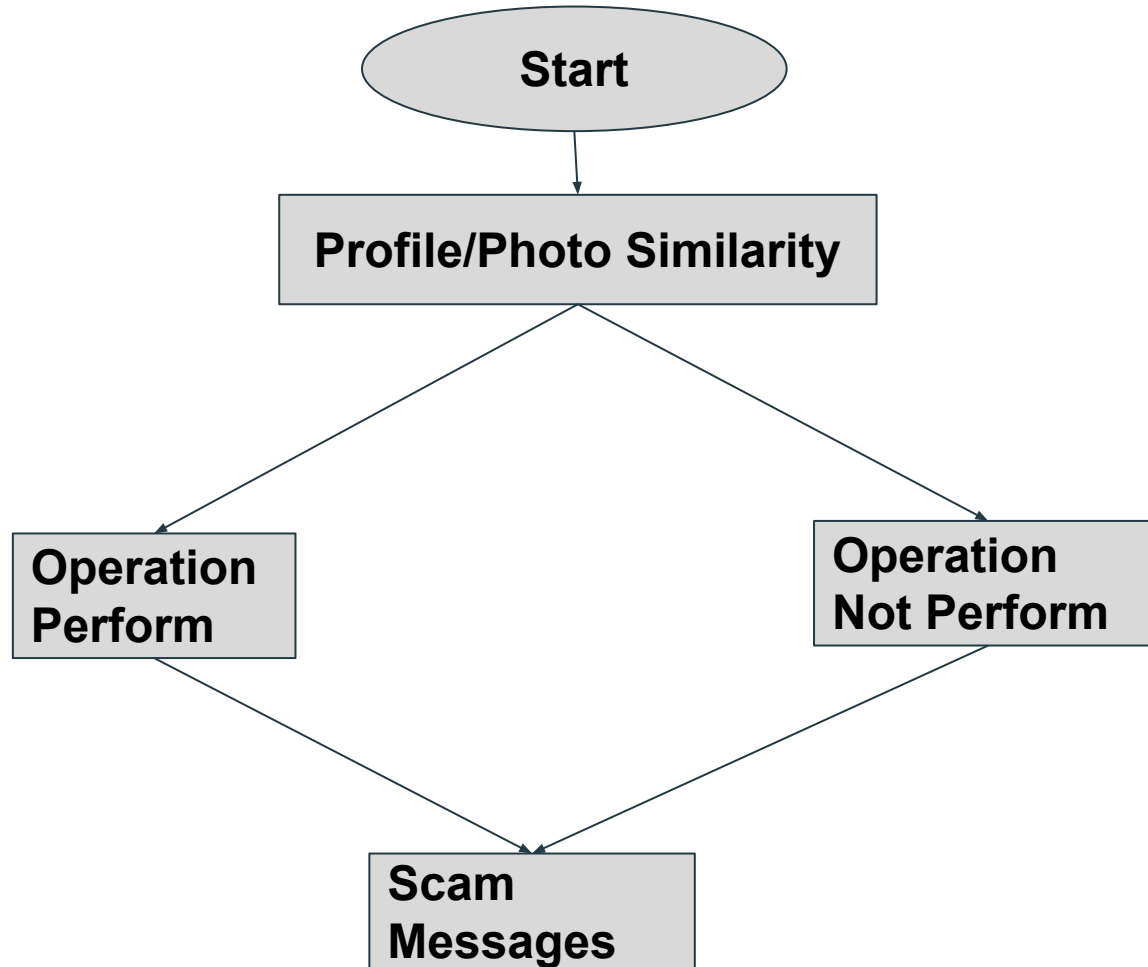 Start
Profile/Photo Similarity
Operation
Perform
Operation
Not Perform
Scam
Messages